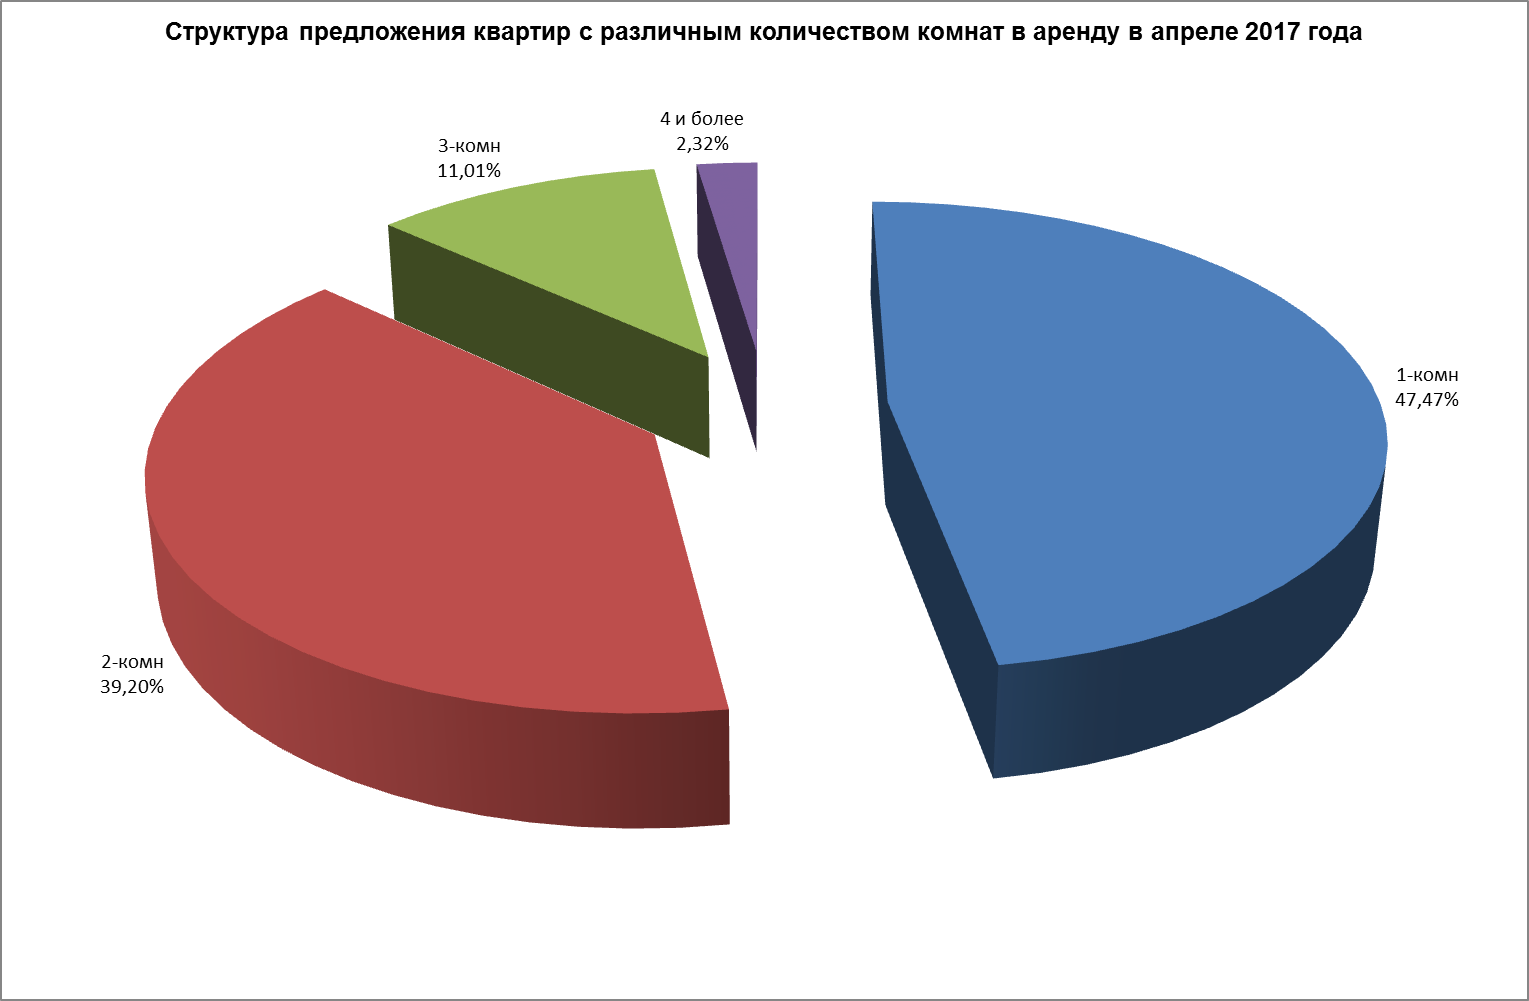 Структура предложения квартир с различным количеством комнат в аренду в апреле 2017 года
4 и более
2,32%
3-комн
11,01%
1-комн
47,47%
2-комн
39,20%